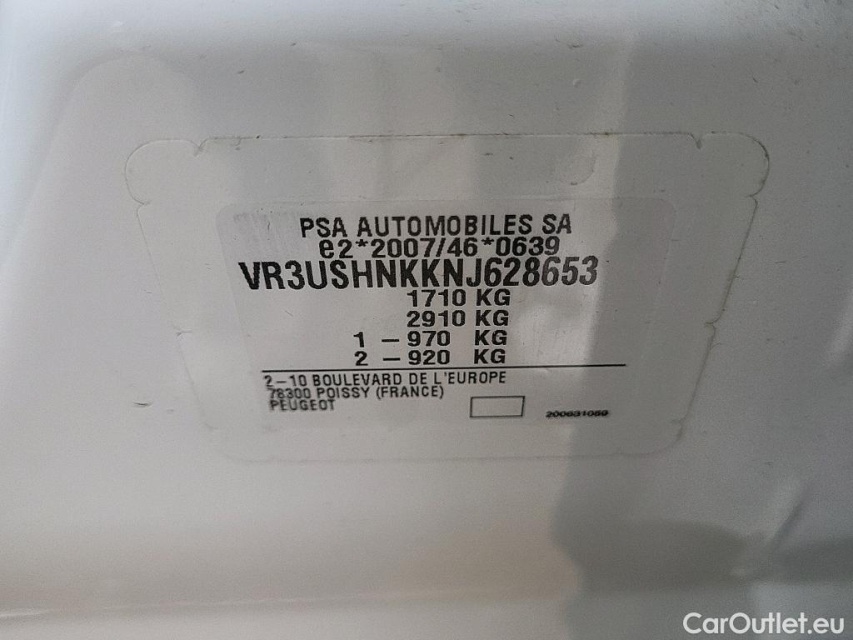 PSA AUTOMOBILES SA
e2*2007/46*0639
VR3USHNKKNJ628653
1710 KG
2910 KG
1 – 970 KG
2 – 920 KG
2–10 BOULEVARD DE L'EUROPE
78300 POISSY (FRANCE)
PEUGEOT
200631089
CarOutlet.eu